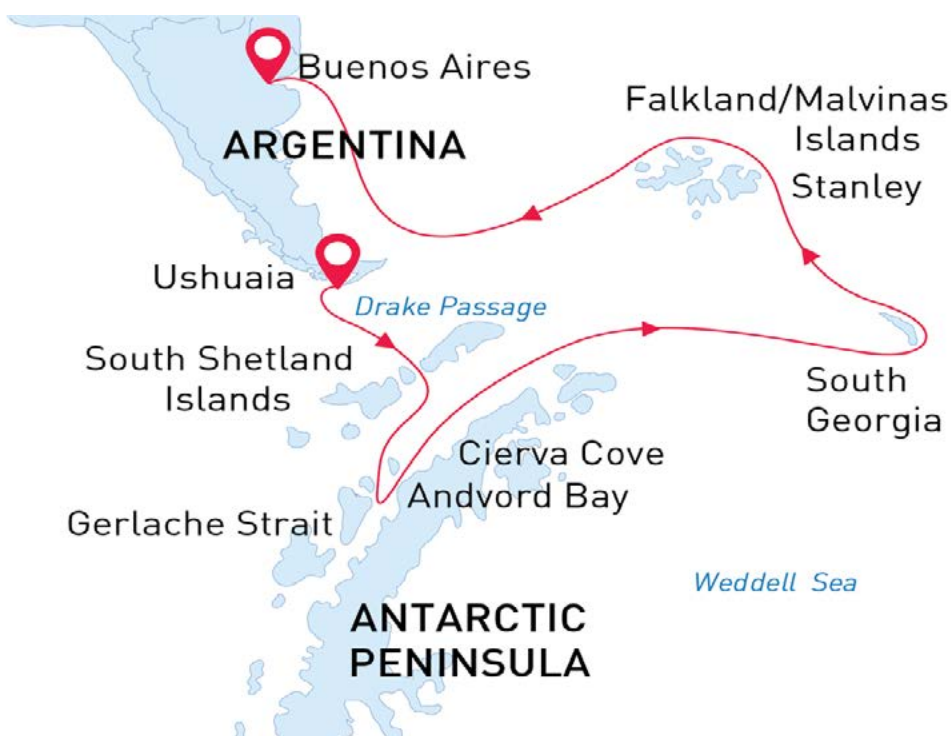 Buenos Aires
Falkland/Malvinas
Islands
Stanley
ARGENTINA
Ushuaia
Drake Passage
South Shetland
Islands
South
Georgia
Cierva Cove
Andvord Bay
Gerlache Strait
Weddell Sea
ANTARCTIC
PENINSULA